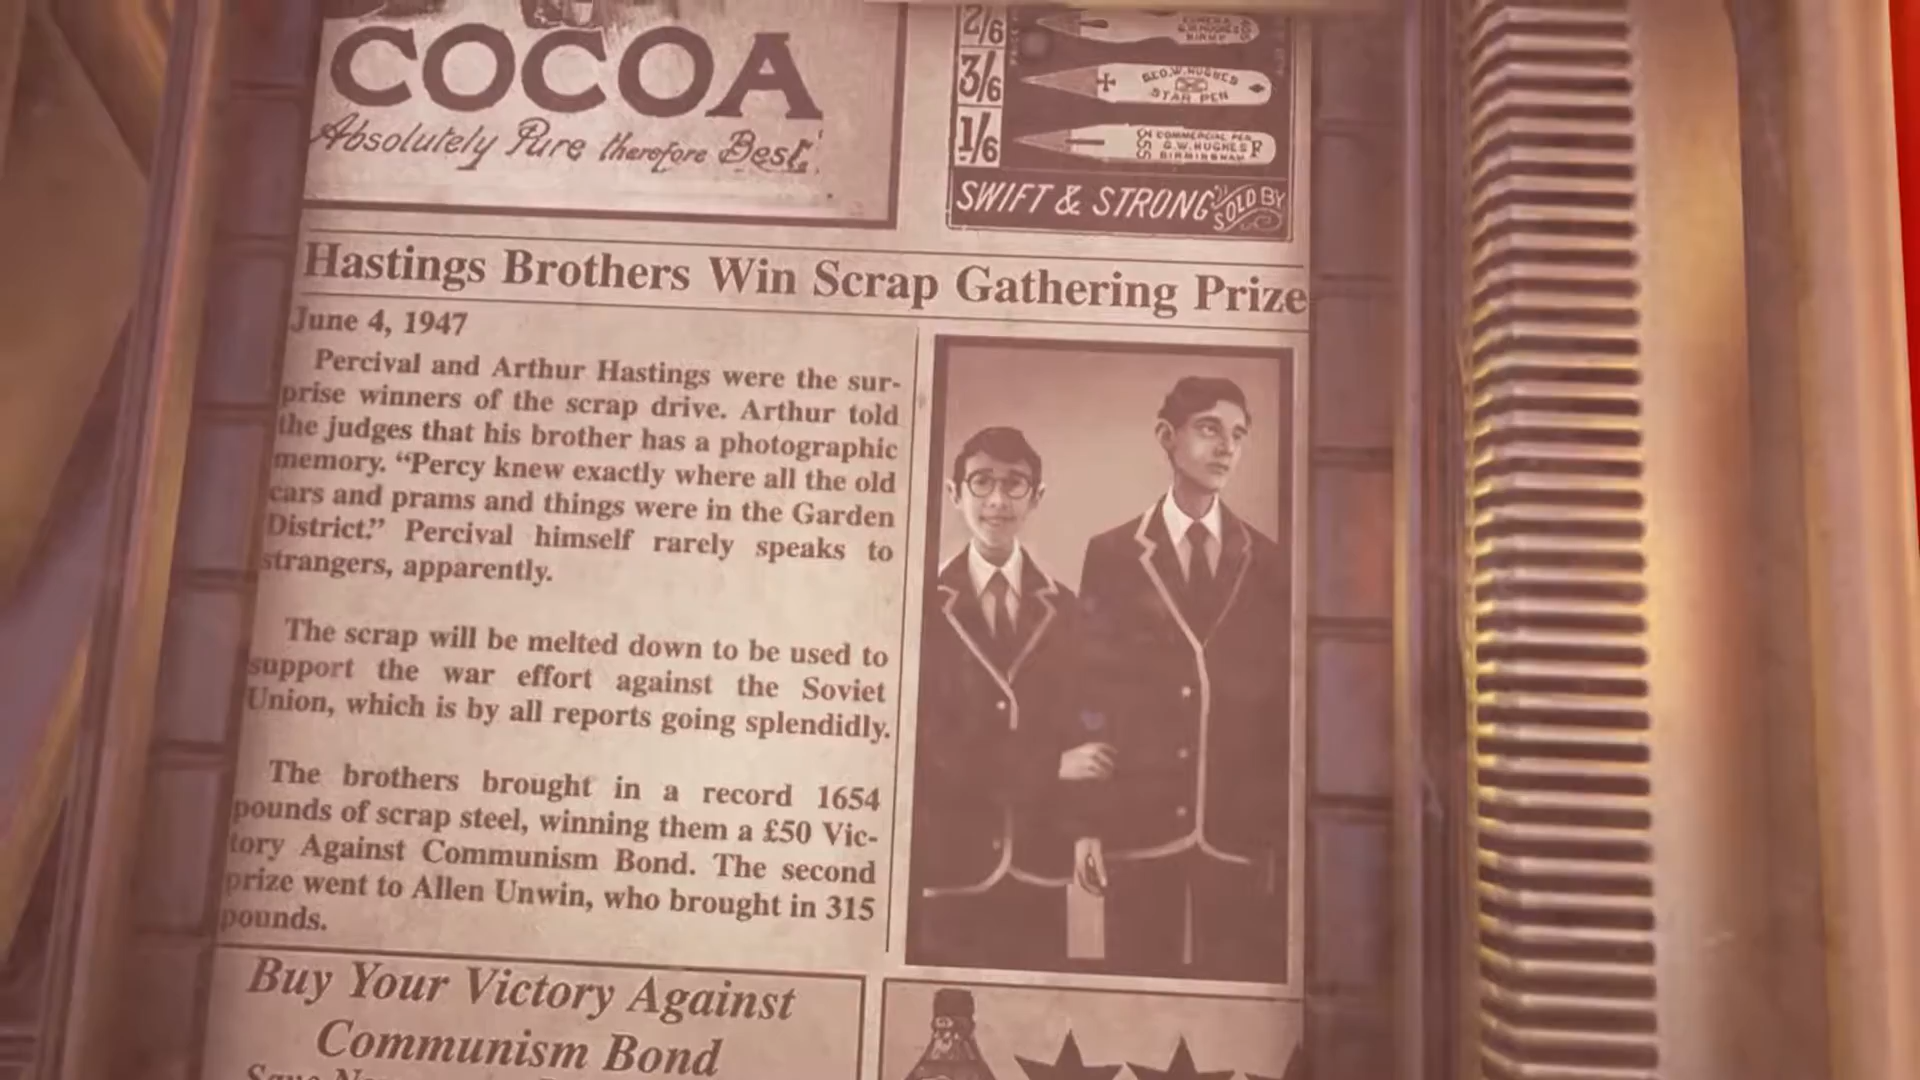 COCOA
Absolutely Pure therefore Best.
2/6
3/6
GEO.W.HUGHES
STAR PEN
1/6
COMMERCIAL PEN
G.W.HUGHES F
BIRMINGHAM
SWIFT & STRONG SOLD BY
Hastings Brothers Win Scrap Gathering Prize
June 4, 1947
Percival and Arthur Hastings were the sur-
prise winners of the scrap drive. Arthur told
the judges that his brother has a photographic
memory. “Percy knew exactly where all the old
cars and prams and things were in the Garden
District.” Percival himself rarely speaks to
strangers, apparently.
The scrap will be melted down to be used to
support the war effort against the Soviet
Union, which is by all reports going splendidly.
The brothers brought in a record 1654
pounds of scrap steel, winning them a £50 Vic-
tory Against Communism Bond. The second
prize went to Allen Unwin, who brought in 315
pounds.
Buy Your Victory Against
Communism Bond